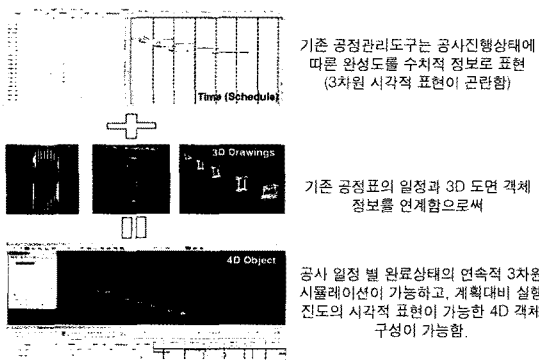 기존 공정관리도구는 공사진행상태에
따른 완성도를 수치적 정보로 표현
(3차원 시각적 표현이 곤란함)
Time (Schedule)
3D Drawings
기존 공정표의 일정과 3D 도면 객체
정보를 연계함으로써
4D Object
공사 일정 별 완료상태의 연속적 3차원
시뮬레이션이 가능하고, 계획대비 실행
진도의 시각적 표현이 가능한 4D 객체
구성이 가능함.